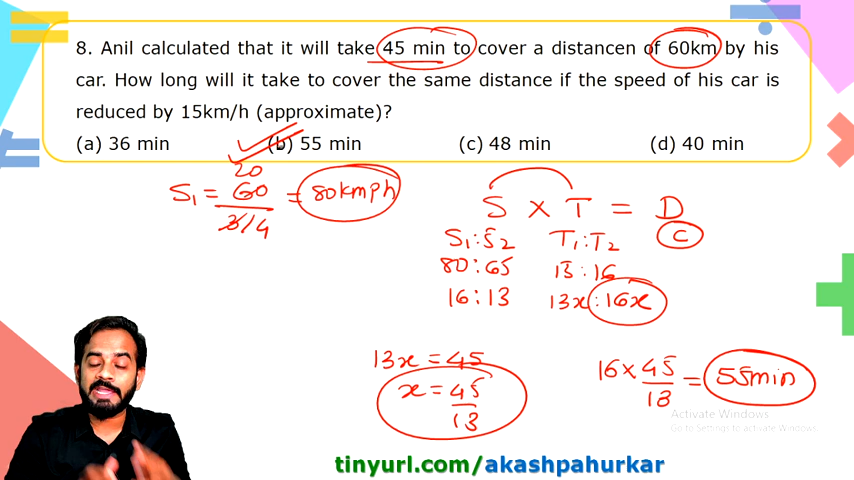 8. Anil calculated that it will take 45 min to cover a distancen of 60km by his
car. How long will it take to cover the same distance if the speed of his car is
reduced by 15km/h (approximate)?
(a) 36 min (b) 55 min (c) 48 min (d) 40 min
20
S₁ = 60 = 80kmph
3/4
S × T = D
S₁:S₂ T₁:T₂ C
80:65 13:16
16:13 13x:16x
13x = 45
x = 45
13
16 × 45 = 55min
13
Activate Windows
Go to Settings to activate Windows.
tinyurl.com/akashpahurkar